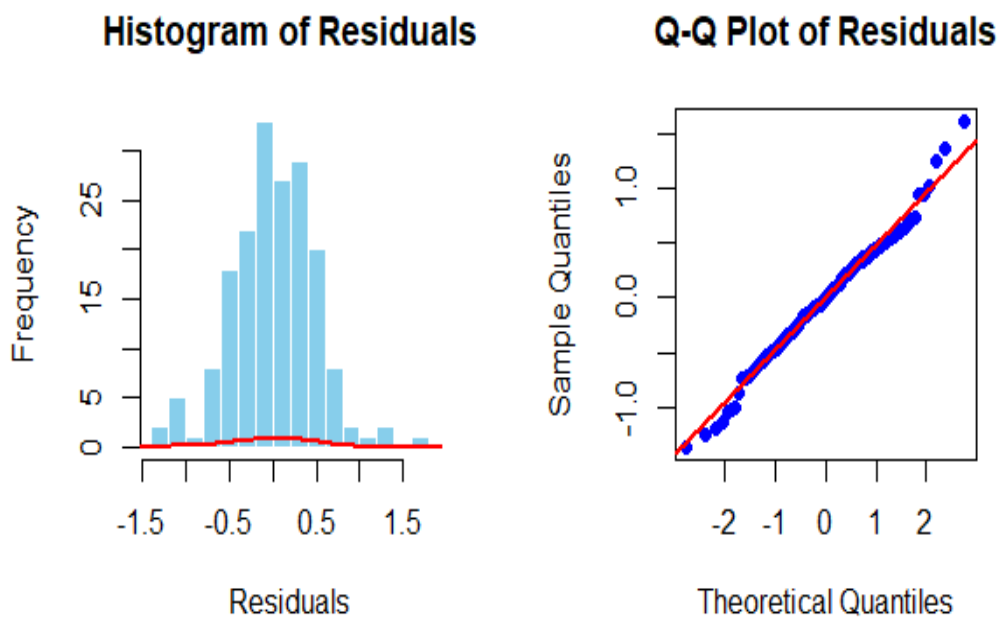 Histogram of Residuals
Frequency
0 5 15 25
-1.5 -0.5 0.5 1.5
Residuals
Q-Q Plot of Residuals
Sample Quantiles
-1.0 0.0 1.0
-2 -1 0 1 2
Theoretical Quantiles